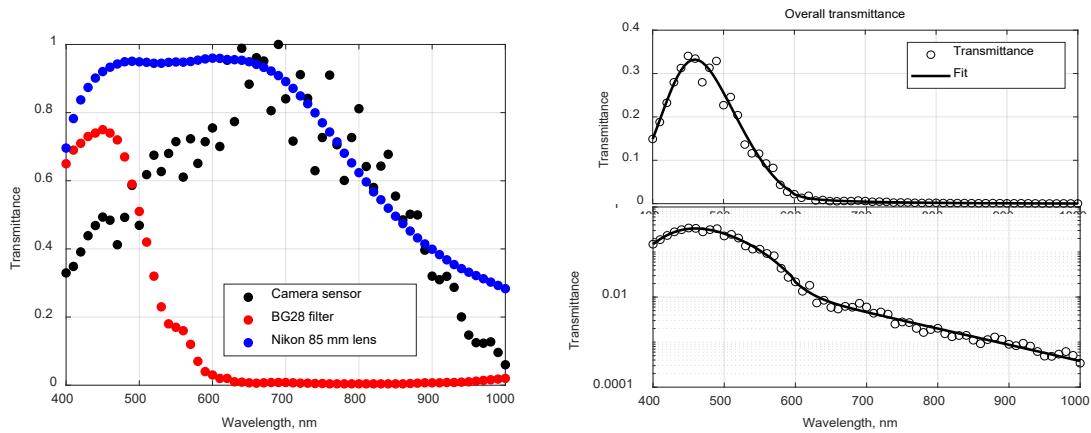 1
0.8
0.6
0.4
0.2
0
400 500 600 700 800 900 1000
Wavelength, nm
Transmittance
Camera sensor
BG28 filter
Nikon 85 mm lens
Overall transmittance
0.4
0.3
0.2
0.1
0
Transmittance
Transmittance
Fit
0.01
0.0001
Transmittance
400 500 600 700 800 900 1000
Wavelength, nm